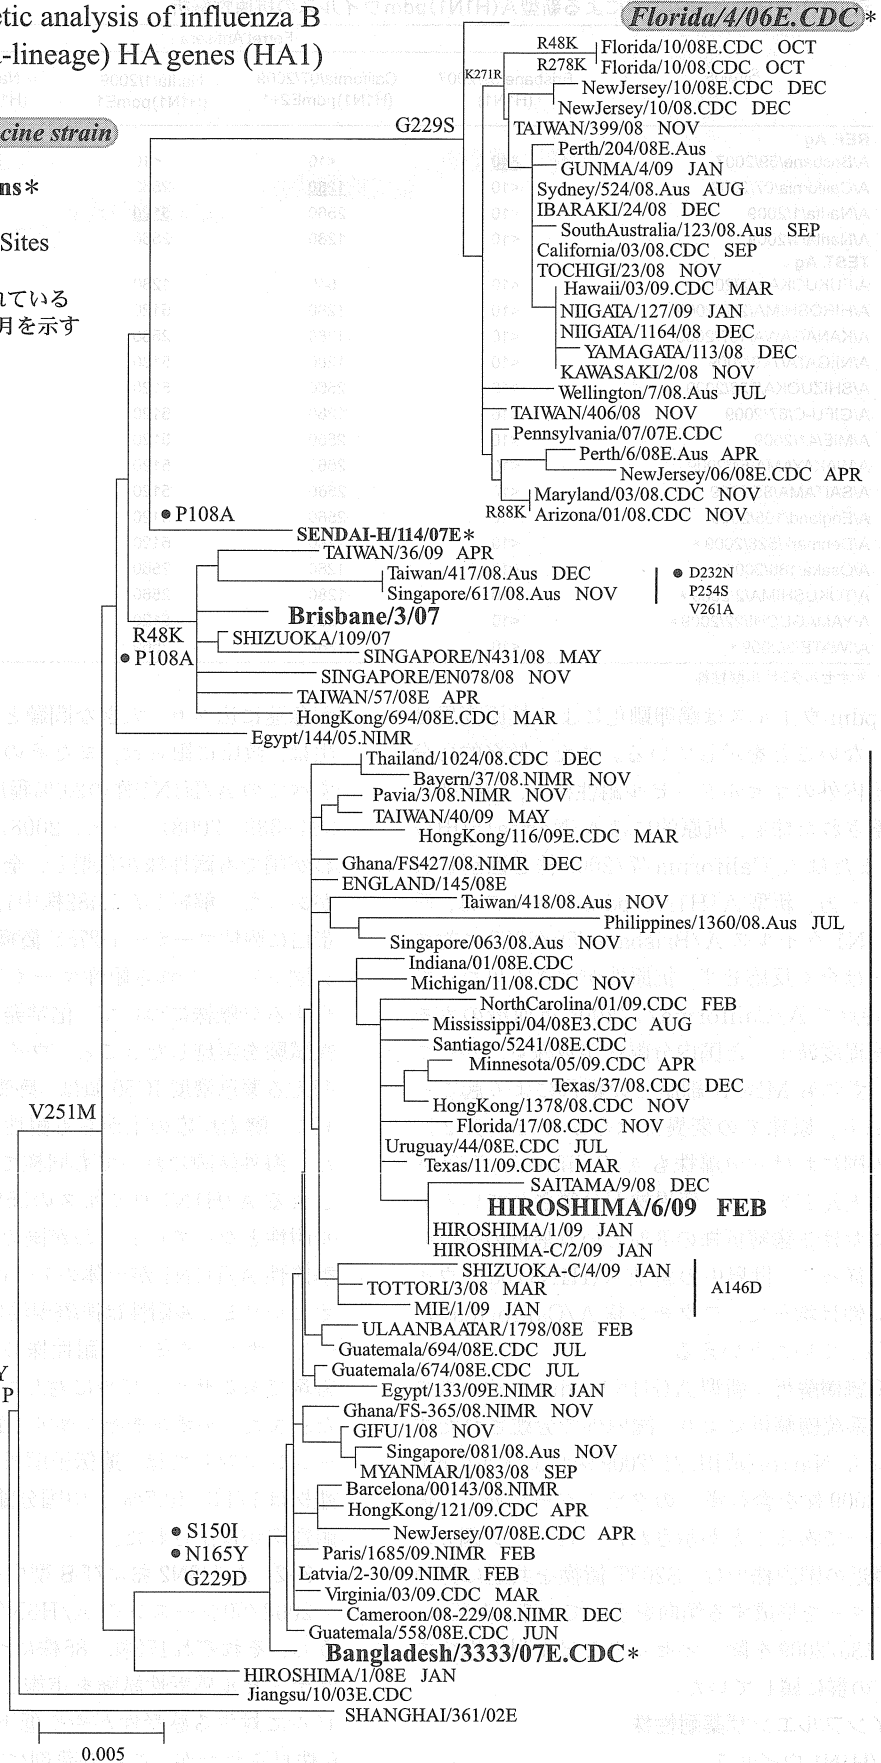 etic analysis of influenza B
a-lineage) HA genes (HA1)
cine strain
ns*
Sites
れている
月を示す
Florida/4/06E.CDC*
R48K
Florida/10/08E.CDC OCT
R278K
Florida/10/08.CDC OCT
K271R
NewJersey/10/08E.CDC DEC
NewJersey/10/08.CDC DEC
G229S
TAIWAN/399/08 NOV
Perth/204/08E.Aus
GUNMA/4/09 JAN
Sydney/524/08.Aus AUG
IBARAKI/24/08 DEC
SouthAustralia/123/08.Aus SEP
California/03/08.CDC SEP
TOCHIGI/23/08 NOV
Hawaii/03/09.CDC MAR
NIIGATA/127/09 JAN
NIIGATA/1164/08 DEC
YAMAGATA/113/08 DEC
KAWASAKI/2/08 NOV
Wellington/7/08.Aus JUL
TAIWAN/406/08 NOV
Pennsylvania/07/07E.CDC
Perth/6/08E.Aus APR
NewJersey/06/08E.CDC APR
Maryland/03/08.CDC NOV
R88K
Arizona/01/08.CDC NOV
●P108A
SENDAI-H/114/07E*
TAIWAN/36/09 APR
Taiwan/417/08.Aus DEC
Singapore/617/08.Aus NOV
●D232N
P254S
V261A
Brisbane/3/07
R48K
●P108A
SHIZUOKA/109/07
SINGAPORE/N431/08 MAY
SINGAPORE/EN078/08 NOV
TAIWAN/57/08E APR
HongKong/694/08E.CDC MAR
Egypt/144/05.NIMR
Thailand/1024/08.CDC DEC
Bayern/37/08.NIMR NOV
Pavia/3/08.NIMR NOV
TAIWAN/40/09 MAY
HongKong/116/09E.CDC MAR
Ghana/FS427/08.NIMR DEC
ENGLAND/145/08E
Taiwan/418/08.Aus NOV
Philippines/1360/08.Aus JUL
Singapore/063/08.Aus NOV
Indiana/01/08E.CDC
Michigan/11/08.CDC NOV
NorthCarolina/01/09.CDC FEB
Mississippi/04/08E3.CDC AUG
Santiago/5241/08E.CDC
Minnesota/05/09.CDC APR
Texas/37/08.CDC DEC
HongKong/1378/08.CDC NOV
V251M
Florida/17/08.CDC NOV
Uruguay/44/08E.CDC JUL
Texas/11/09.CDC MAR
SAITAMA/9/08 DEC
HIROSHIMA/6/09 FEB
HIROSHIMA/1/09 JAN
HIROSHIMA-C/2/09 JAN
SHIZUOKA-C/4/09 JAN
TOTTORI/3/08 MAR
MIE/1/09 JAN
A146D
ULAANBAATAR/1798/08E FEB
Guatemala/694/08E.CDC JUL
Guatemala/674/08E.CDC JUL
Egypt/133/09E.NIMR JAN
Y
P
Ghana/FS-365/08.NIMR NOV
GIFU/1/08 NOV
Singapore/081/08.Aus NOV
MYANMAR/I/083/08 SEP
Barcelona/00143/08.NIMR
HongKong/121/09.CDC APR
●S150I
NewJersey/07/08E.CDC APR
●N165Y
Paris/1685/09.NIMR FEB
G229D
Latvia/2-30/09.NIMR FEB
Virginia/03/09.CDC MAR
Cameroon/08-229/08.NIMR DEC
Guatemala/558/08E.CDC JUN
Bangladesh/3333/07E.CDC*
HIROSHIMA/1/08E JAN
Jiangsu/10/03E.CDC
SHANGHAI/361/02E
0.005